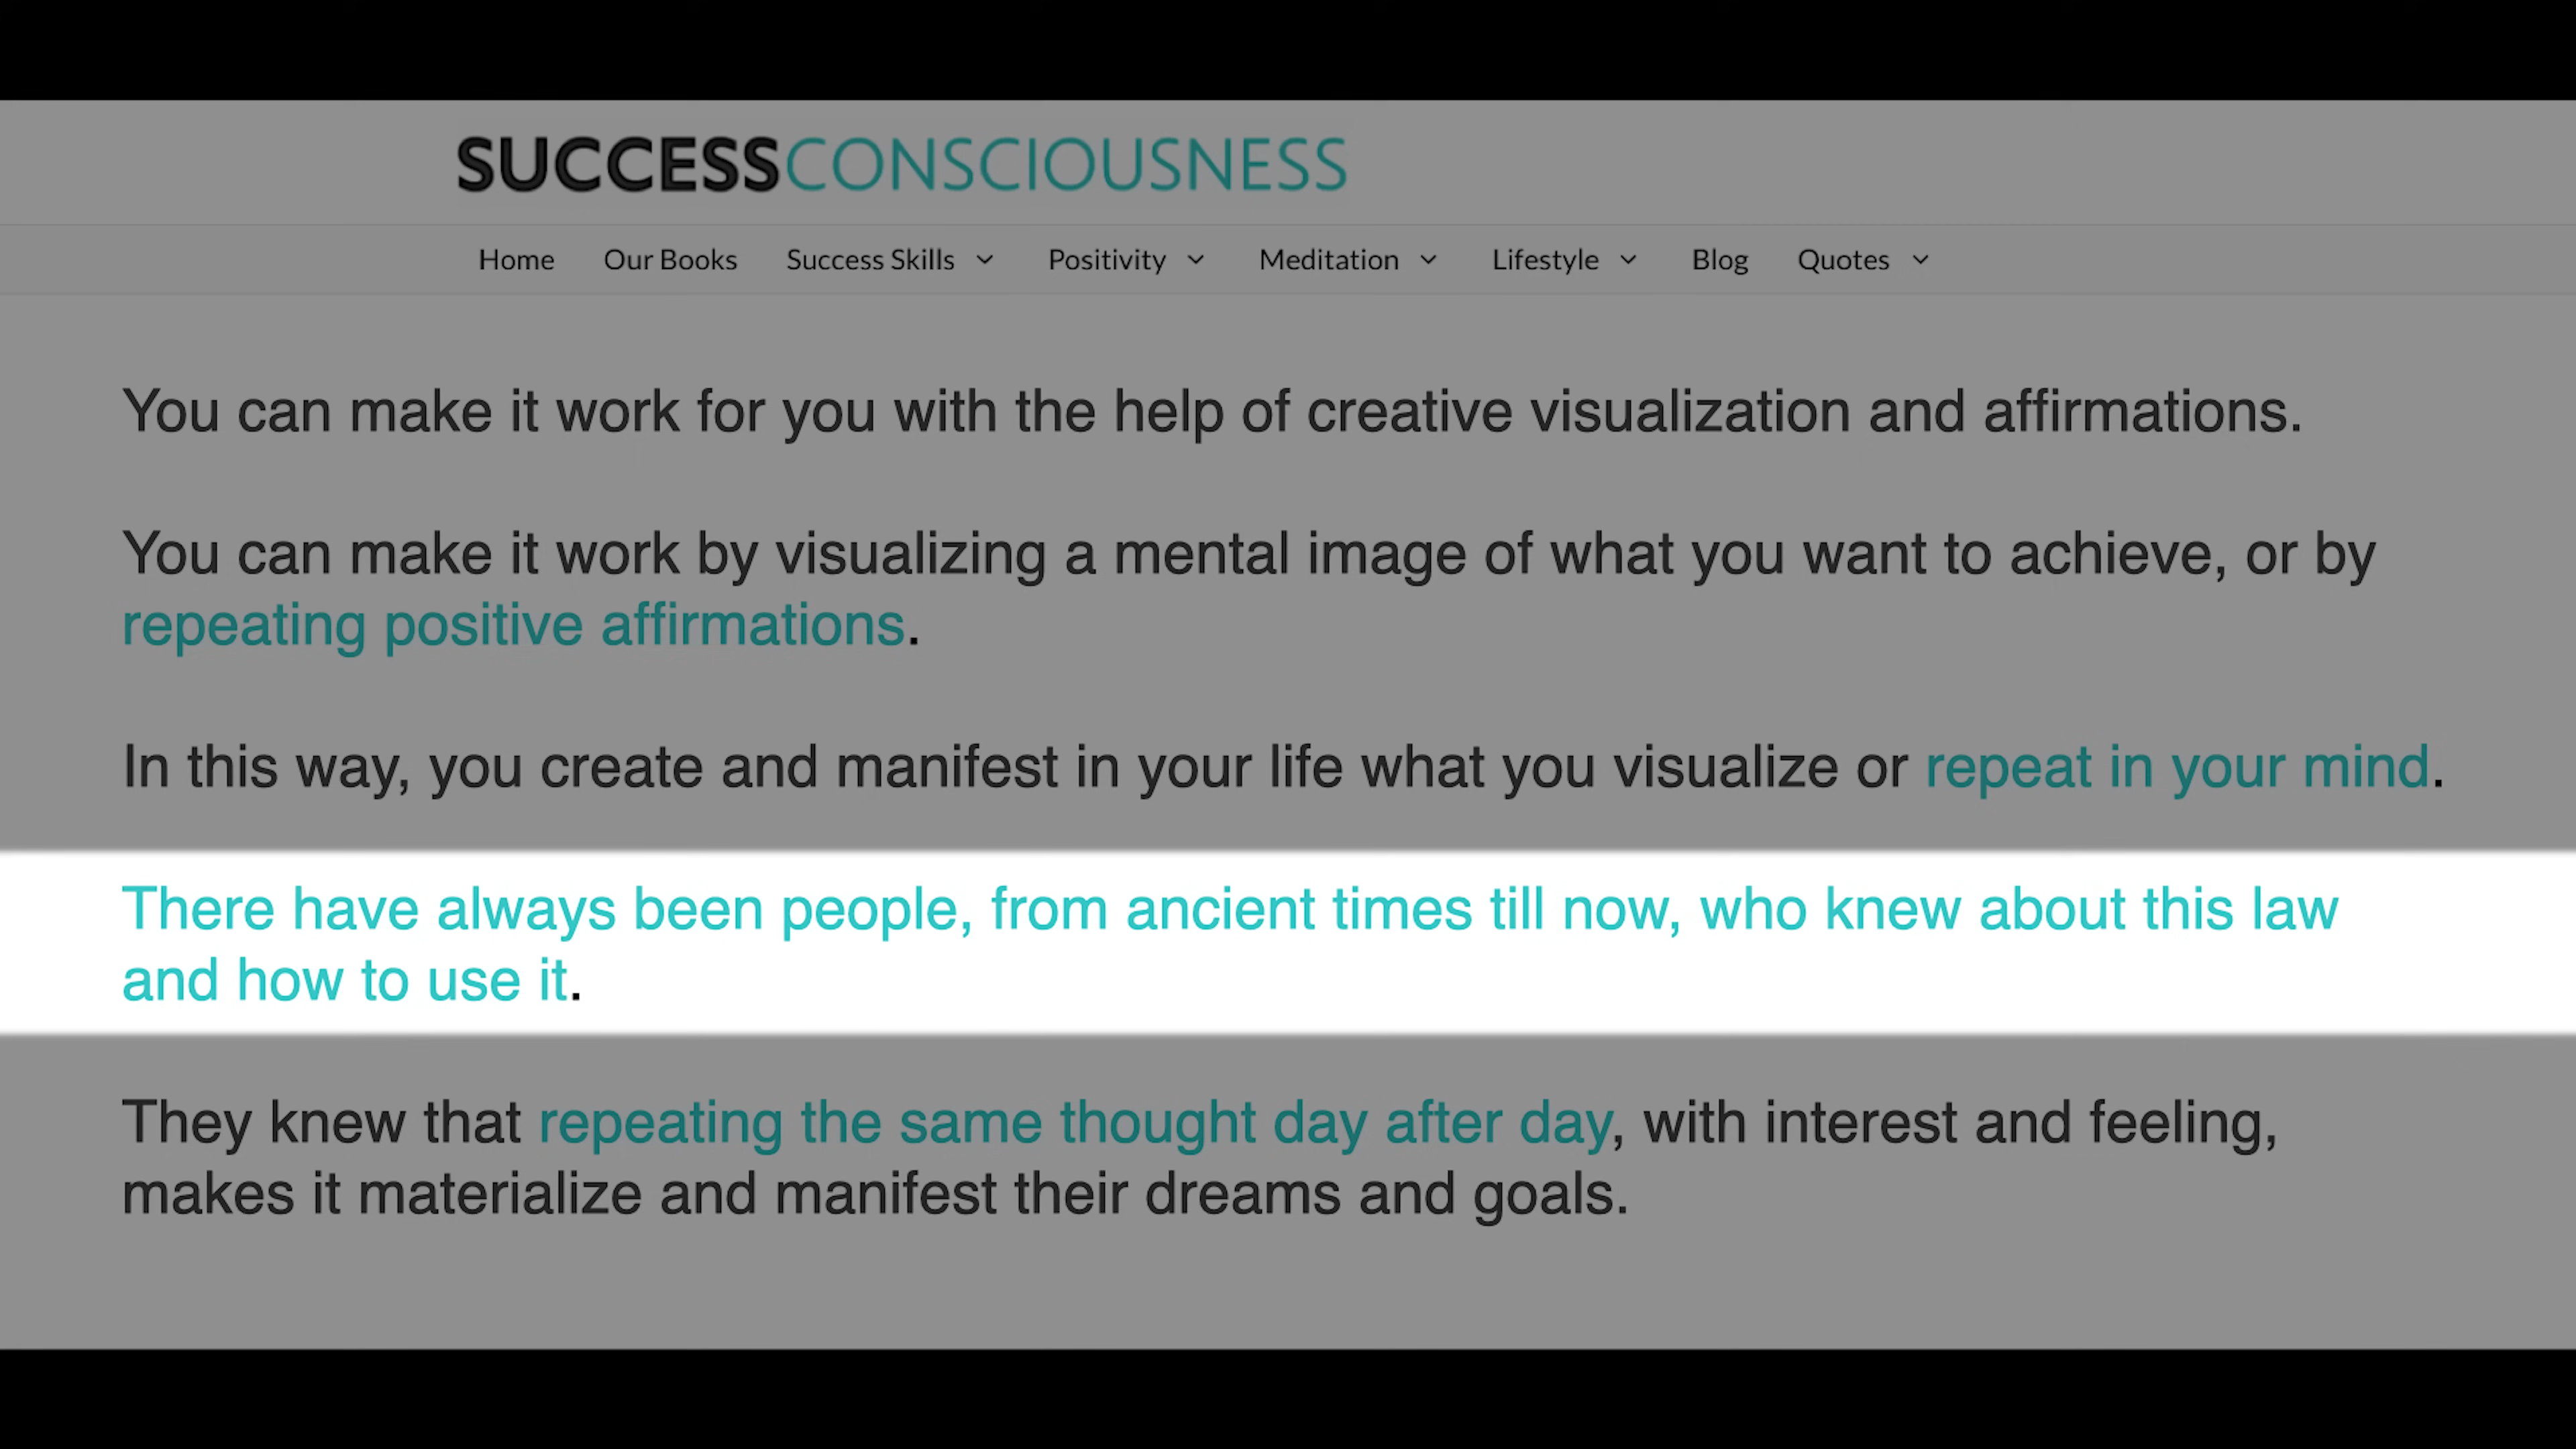 SUCCESSCONSCIOUSNESS
Home Our Books Success Skills Positivity Meditation Lifestyle Blog Quotes
You can make it work for you with the help of creative visualization and affirmations.
You can make it work by visualizing a mental image of what you want to achieve, or by
repeating positive affirmations.
In this way, you create and manifest in your life what you visualize or repeat in your mind.
There have always been people, from ancient times till now, who knew about this law
and how to use it.
They knew that repeating the same thought day after day, with interest and feeling,
makes it materialize and manifest their dreams and goals.